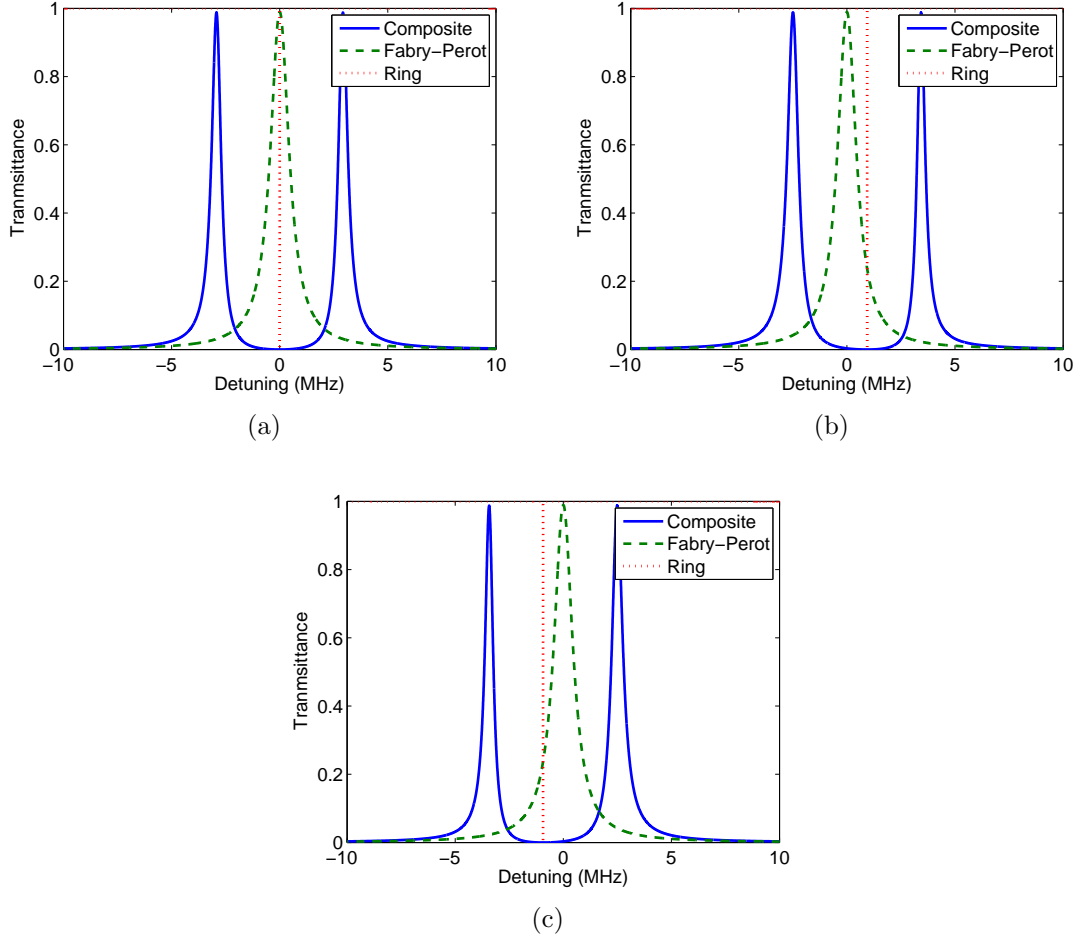 1
0.8
0.6
0.4
0.2
0
Tranmsittance
−10
−5
0
5
10
Detuning (MHz)
Composite
Fabry−Perot
Ring
(a)
1
0.8
0.6
0.4
0.2
0
Tranmsittance
−10
−5
0
5
10
Detuning (MHz)
Composite
Fabry−Perot
Ring
(b)
1
0.8
0.6
0.4
0.2
0
Tranmsittance
−10
−5
0
5
10
Detuning (MHz)
Composite
Fabry−Perot
Ring
(c)